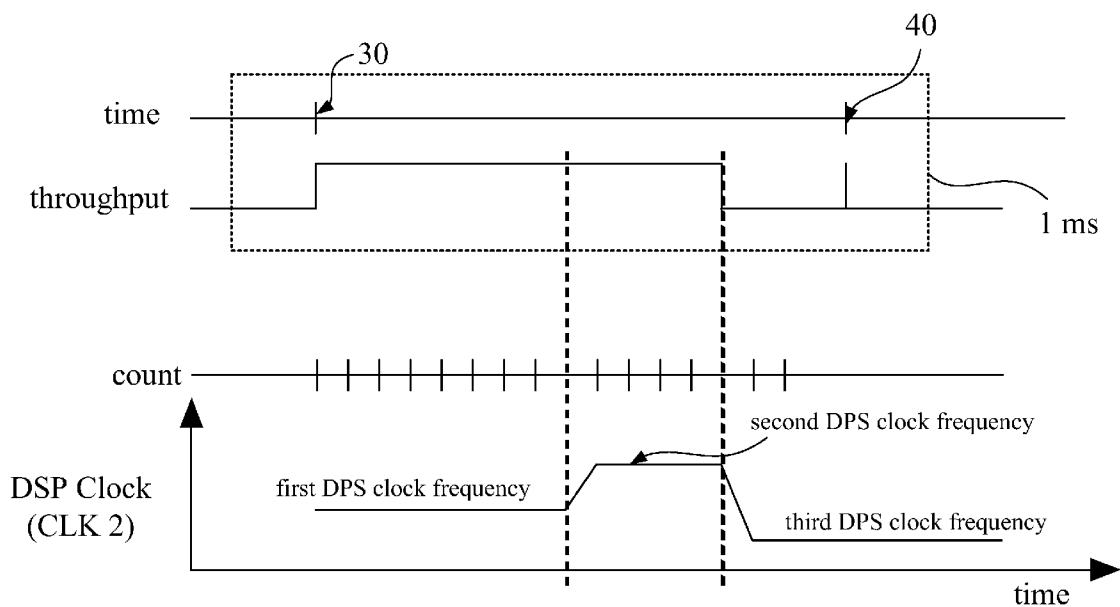 30
40
time
throughput
1 ms
count
second DPS clock frequency
DSP Clock
(CLK 2)
first DPS clock frequency
third DPS clock frequency
time